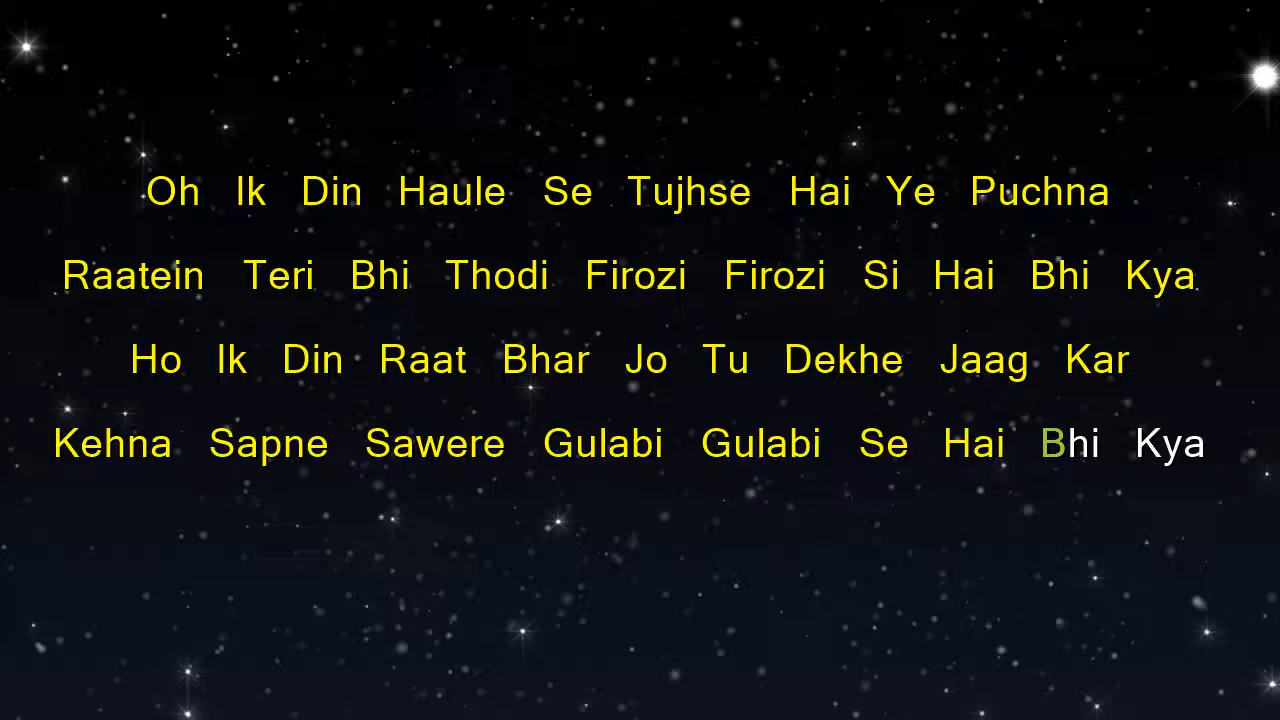 Oh Ik Din Haule Se Tujhse Hai Ye Puchna
Raatein Teri Bhi Thodi Firozi Firozi Si Hai Bhi Kya
Ho Ik Din Raat Bhar Jo Tu Dekhe Jaag Kar
Kehna Sapne Sawere Gulabi Gulabi Se Hai Bhi Kya